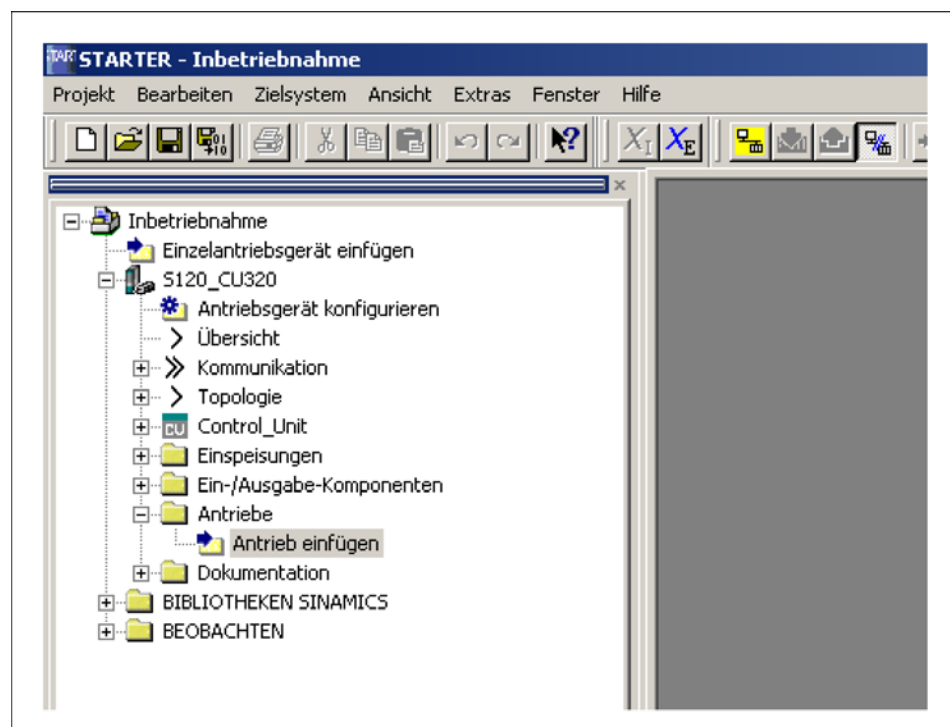 STARTER - Inbetriebnahme
Projekt Bearbeiten Zielsystem Ansicht Extras Fenster Hilfe
Inbetriebnahme
Einzelantriebsgerät einfügen
S120_CU320
Antriebsgerät konfigurieren
Übersicht
Kommunikation
Topologie
CU Control_Unit
Einspeisungen
Ein-/Ausgabe-Komponenten
Antriebe
Antrieb einfügen
Dokumentation
BIBLIOTHEKEN SINAMICS
BEOBACHTEN